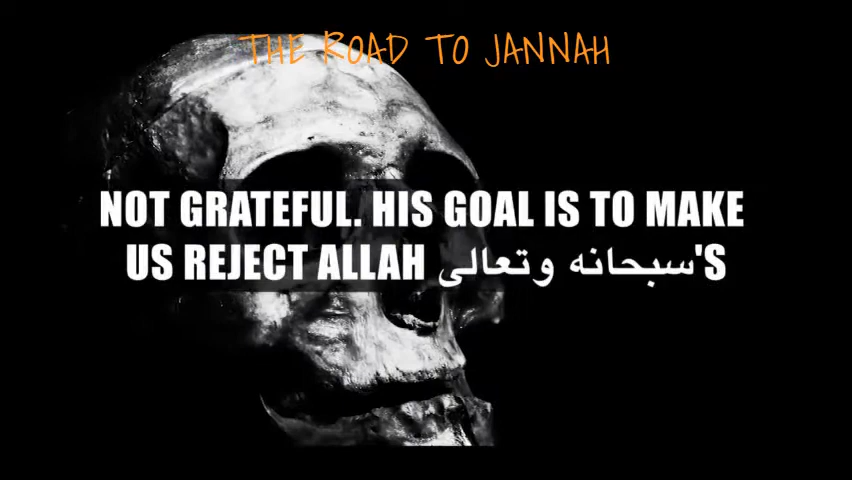 THE ROAD TO JANNAH
NOT GRATEFUL. HIS GOAL IS TO MAKE
US REJECT ALLAH سبحانه وتعالى'S